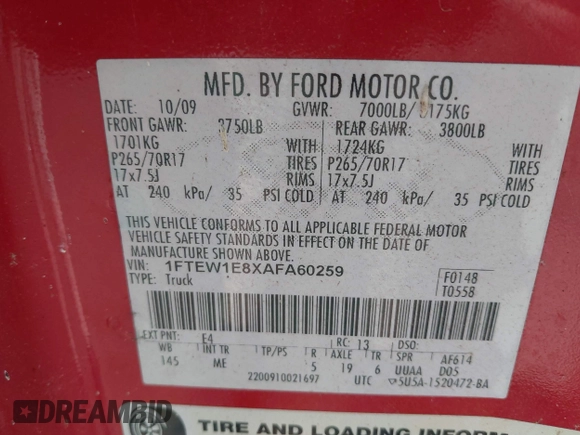 MFD. BY FORD MOTOR CO.
DATE: 10/09 GVWR: 7000LB/ 175KG
FRONT GAWR: 3750LB REAR GAWR: 3800LB
1701KG WITH 1724KG WITH
P265/70R17 TIRES P265/70R17 TIRES
17x7.5J RIMS 17x7.5J RIMS
AT 240 kPa/ 35 PSI COLD AT 240 kPa/ 35 PSI COLD
THIS VEHICLE CONFORMS TO ALL APPLICABLE FEDERAL MOTOR
VEHICLE SAFETY STANDARDS IN EFFECT ON THE DATE OF
MANUFACTURE SHOWN ABOVE.
VIN: 1FTEW1E8XAFA60259 F0148
TYPE: Truck T0558
EXT PNT: E4 RC: 13 DSO:
WB INT TR TP/PS R AXLE TR SPR AF614
145 ME 5 19 6 UUAA D05
2200910021697 UTC 5U5A-1520472-BA
DREAMBID
TIRE AND LOADING INFORM